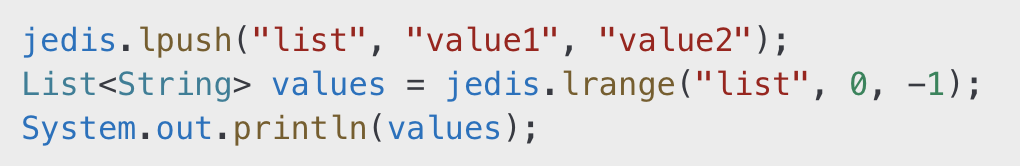 jedis.lpush("list", "value1", "value2");
List<String> values = jedis.lrange("list", 0, -1);
System.out.println(values);